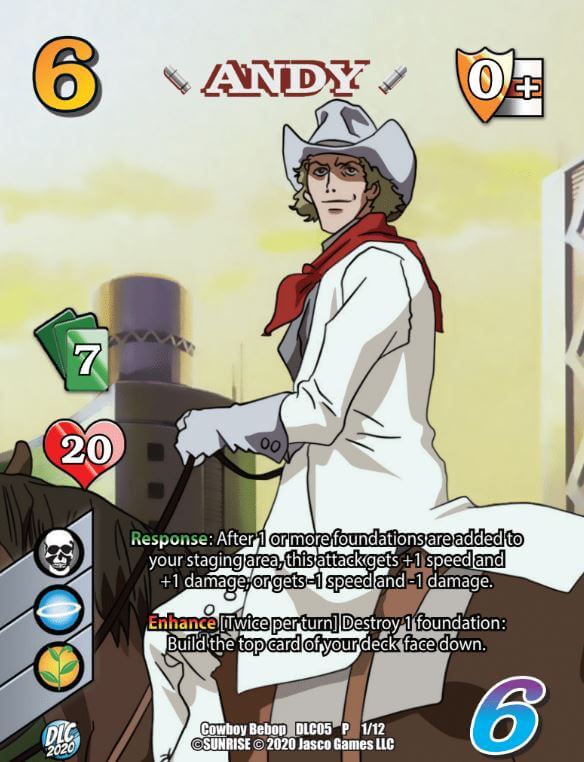 6
ANDY
0+
7
20
Response: After 1 or more foundations are added to
your staging area, this attack gets +1 speed and
+1 damage, or gets -1 speed and -1 damage.
Enhance [Twice per turn] Destroy 1 foundation:
Build the top card of your deck face down.
DLC
2020
Cowboy Bebop DLC05 P 1/12
©SUNRISE © 2020 Jasco Games LLC
6